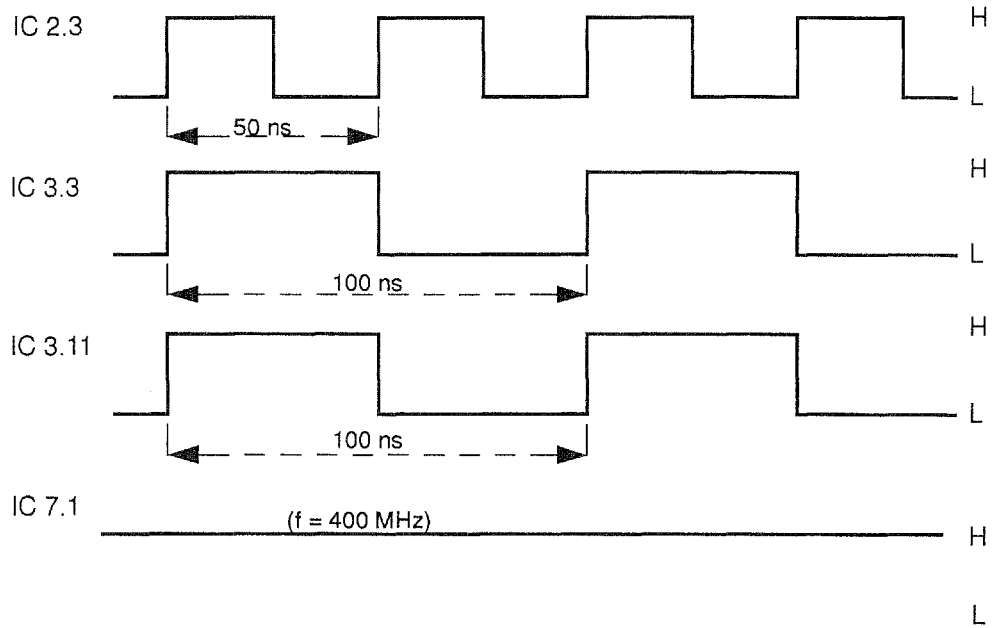 IC 2.3
H
L
50 ns
IC 3.3
H
L
100 ns
IC 3.11
H
L
100 ns
IC 7.1
(f = 400 MHz)
H
L